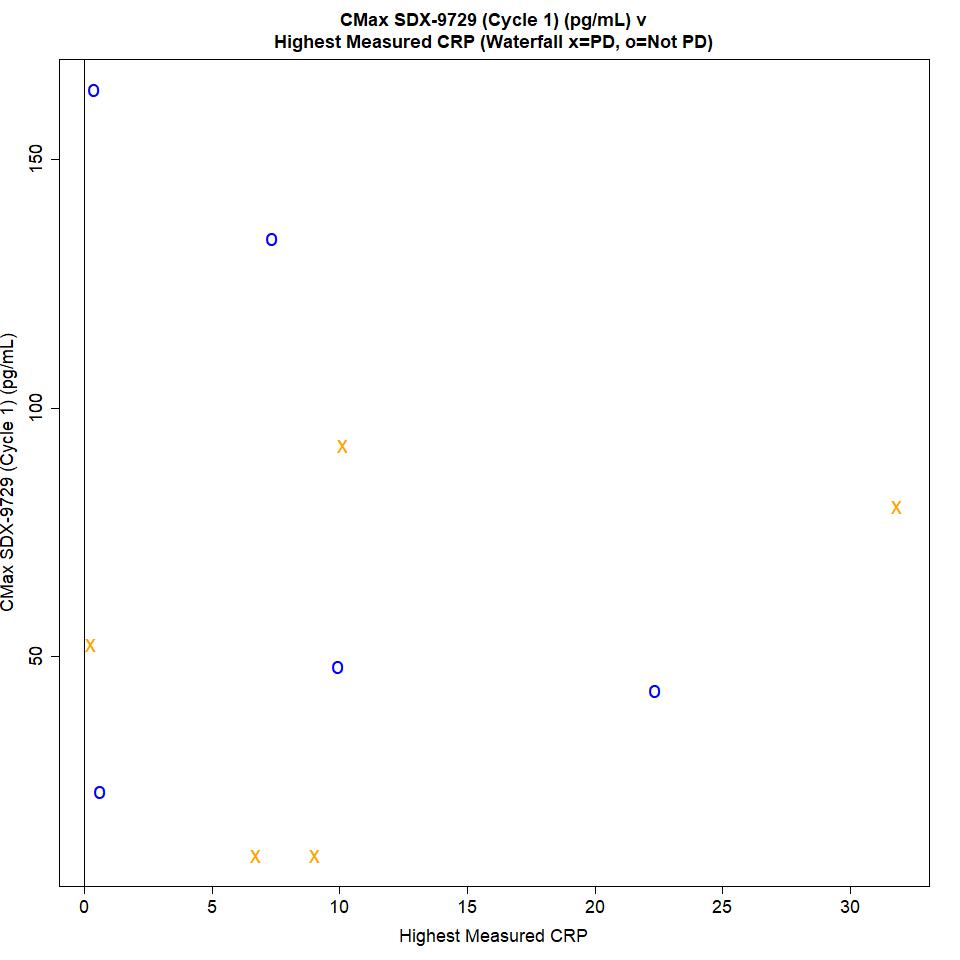 CMax SDX-9729 (Cycle 1) (pg/mL) v
Highest Measured CRP (Waterfall x=PD, o=Not PD)
CMax SDX-9729 (Cycle 1) (pg/mL)
150
100
50
O
O
X
X
X
O
O
O
X
X
0
5
10
15
20
25
30
Highest Measured CRP